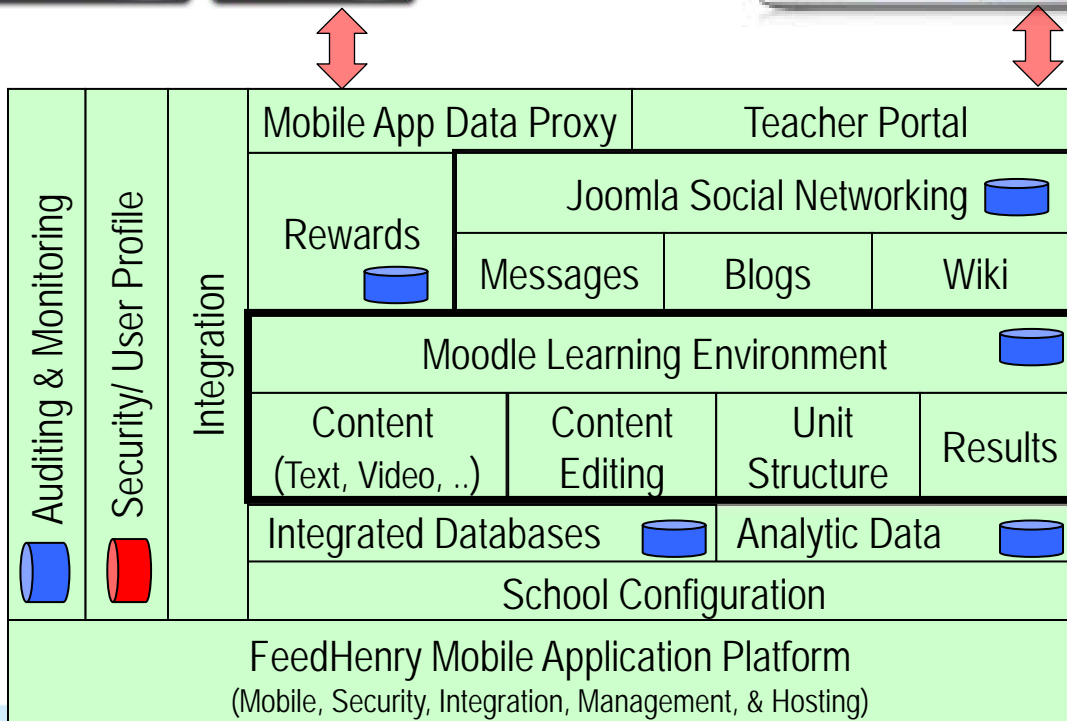 Auditing & Monitoring
Security/ User Profile
Integration
Mobile App Data Proxy
Teacher Portal
Rewards
Joomla Social Networking
Messages
Blogs
Wiki
Moodle Learning Environment
Content
(Text, Video, ..)
Content
Editing
Unit
Structure
Results
Integrated Databases
Analytic Data
School Configuration
FeedHenry Mobile Application Platform
(Mobile, Security, Integration, Management, & Hosting)